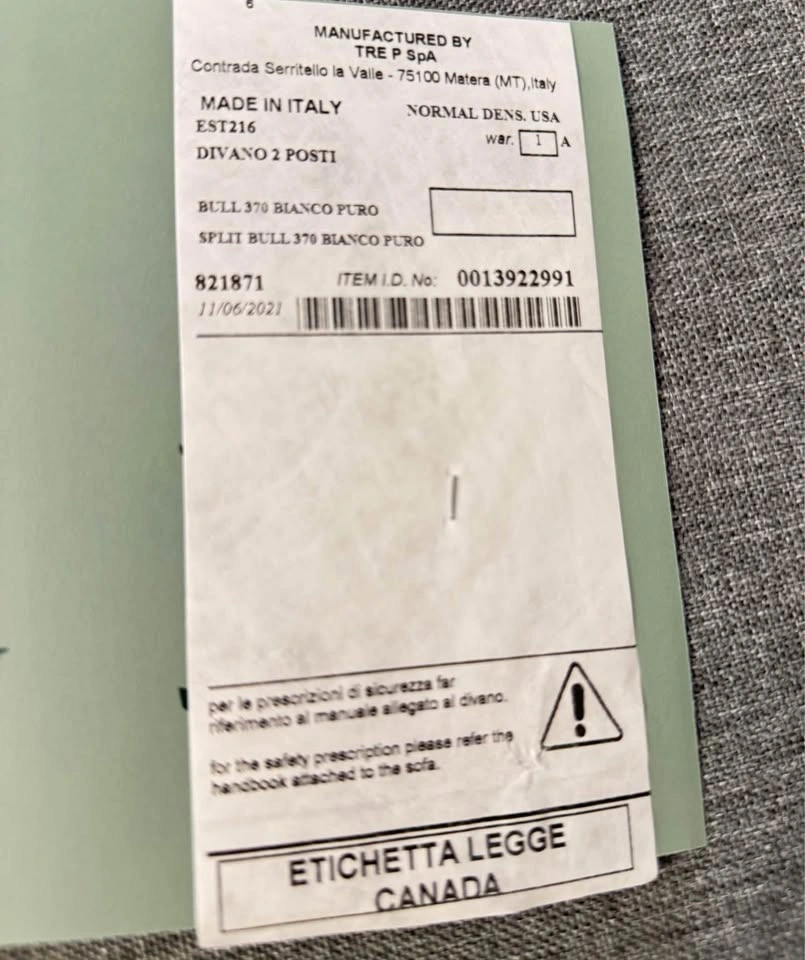 6
MANUFACTURED BY
TRE P SpA
Contrada Serritello la Valle - 75100 Matera (MT),Italy
MADE IN ITALY
NORMAL DENS. USA
EST216
war. 1 A
DIVANO 2 POSTI
BULL 370 BIANCO PURO
SPLIT BULL 370 BIANCO PURO
821871 ITEM I.D. No: 0013922991
11/06/2021
per le prescrizioni di sicurezza far
riferimento al manuale allegato al divano.
for the safety prescription please refer the
handbook attached to the sofa.
ETICHETTA LEGGE
CANADA